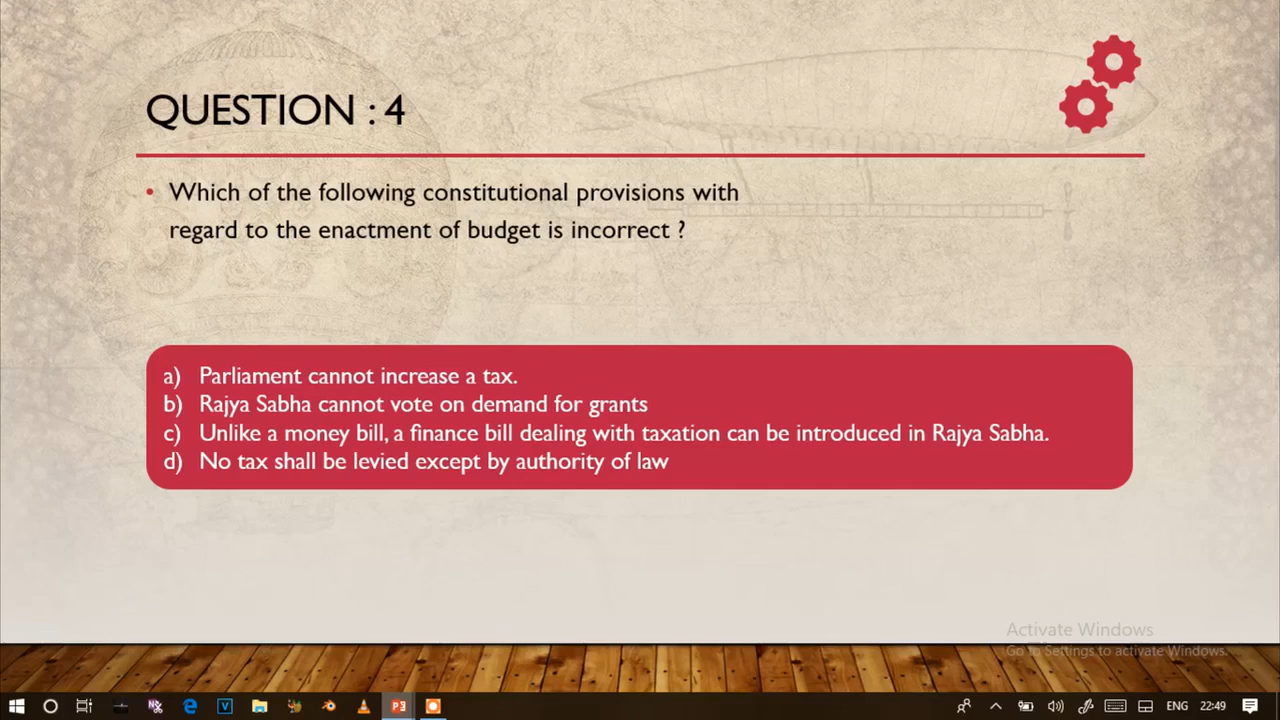 QUESTION : 4
• Which of the following constitutional provisions with
regard to the enactment of budget is incorrect ?
a) Parliament cannot increase a tax.
b) Rajya Sabha cannot vote on demand for grants
c) Unlike a money bill, a finance bill dealing with taxation can be introduced in Rajya Sabha.
d) No tax shall be levied except by authority of law
Activate Windows
Go to Settings to activate Windows.
ENG 22:49